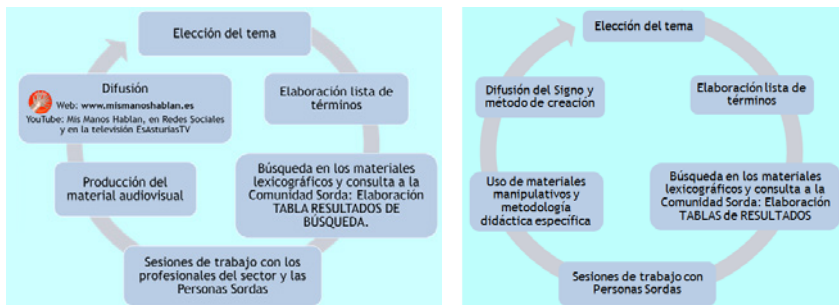 Elección del tema
Elaboración lista de
términos
Búsqueda en los materiales
lexicográficos y consulta a la
Comunidad Sorda: Elaboración
TABLA RESULTADOS DE
BÚSQUEDA.
Sesiones de trabajo con los
profesionales del sector y las
Personas Sordas
Producción del
material audiovisual
Difusión
Web: www.mismanoshablan.es
YouTube: Mis Manos Hablan, en Redes Sociales
y en la televisión EsAsturiasTV
Elección del tema
Elaboración lista de
términos
Búsqueda en los materiales
lexicográficos y consulta a la
Comunidad Sorda: Elaboración
TABLAS de RESULTADOS
Sesiones de trabajo con
Personas Sordas
Uso de materiales
manipulativos y
metodología
didáctica específica
Difusión del Signo y
método de creación